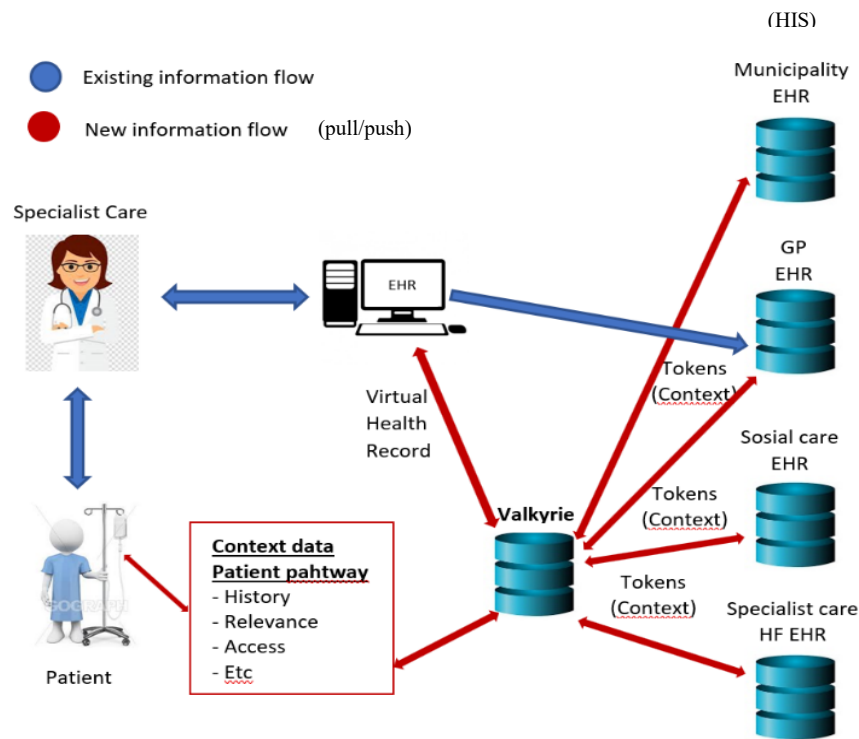 (HIS)
Existing information flow
New information flow (pull/push)
Municipality
EHR
Specialist Care
GP
EHR
EHR
Tokens
(Context)
Virtual
Health
Record
Sosial care
EHR
Tokens
(Context)
Valkyrie
Context data
Patient pahtway
- History
- Relevance
- Access
- Etc
Tokens
(Context)
Specialist care
HF EHR
Patient